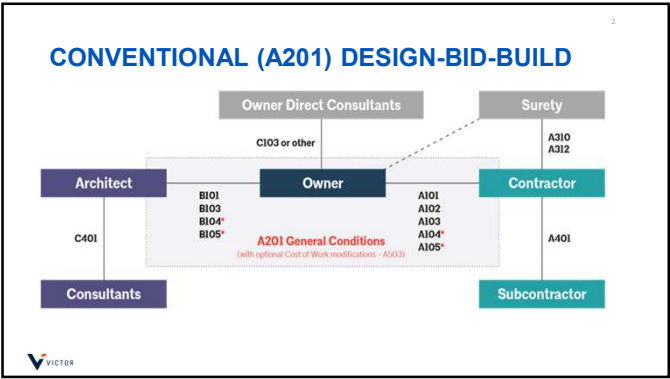 2
CONVENTIONAL (A201) DESIGN-BID-BUILD
Owner Direct Consultants
Surety
C103 or other
A310
A312
Architect
Owner
Contractor
B101
B103
B104*
B105*
A101
A102
A103
A104*
A105*
C401
A201 General Conditions
(with optional Cost of Work modifications - A503)
A401
Consultants
Subcontractor
VICTOR